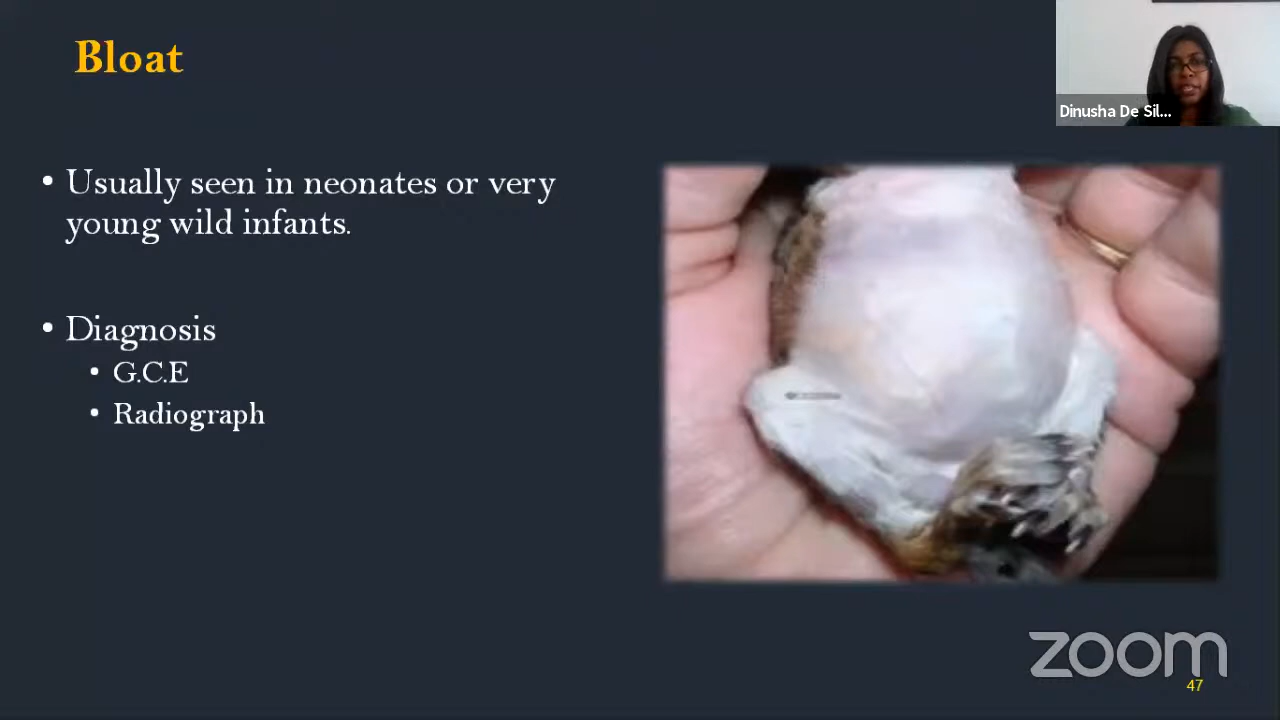 Bloat
Dinusha De Sil...
• Usually seen in neonates or very
young wild infants.
• Diagnosis
• G.C.E
• Radiograph
zoom
47